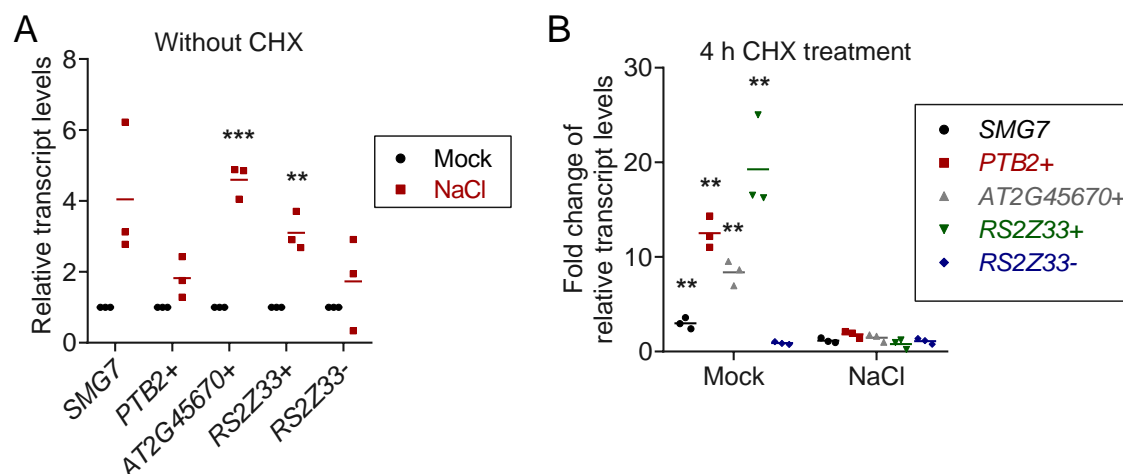 A
Without CHX
Relative transcript levels
8
6
4
2
0
***
**
SMG7
PTB2+
AT2G45670+
RS2Z33+
RS2Z33-
Mock
NaCl
B
4 h CHX treatment
Fold change of
relative transcript levels
30
20
10
0
**
**
**
**
Mock
NaCl
SMG7
PTB2+
AT2G45670+
RS2Z33+
RS2Z33-